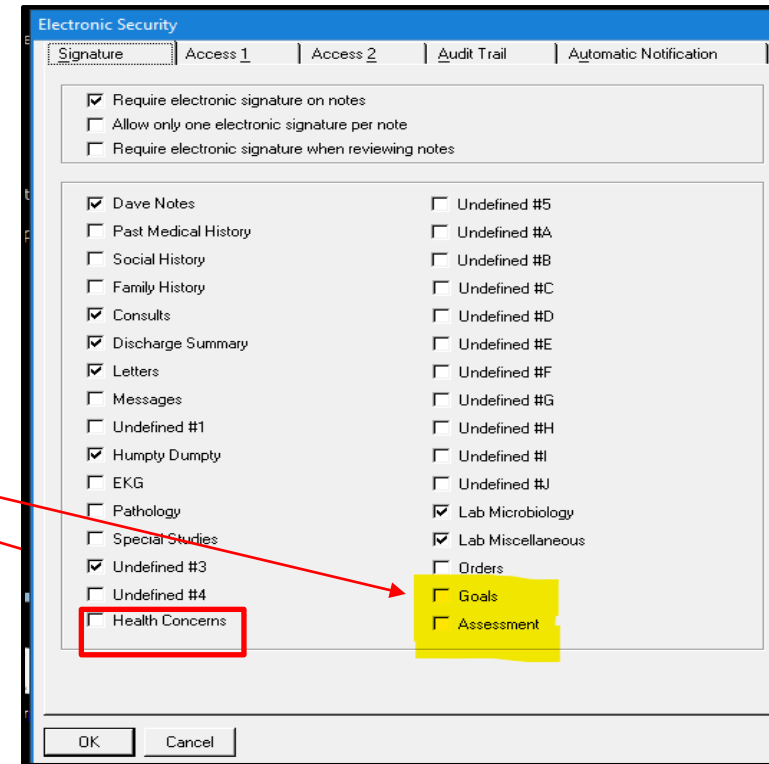 Electronic Security
Signature Access 1 Access 2 Audit Trail Automatic Notification
Require electronic signature on notes
Allow only one electronic signature per note
Require electronic signature when reviewing notes
Dave Notes
Past Medical History
Social History
Family History
Consults
Discharge Summary
Letters
Messages
Undefined #1
Humpty Dumpty
EKG
Pathology
Special Studies
Undefined #3
Undefined #4
Health Concerns
Undefined #5
Undefined #A
Undefined #B
Undefined #C
Undefined #D
Undefined #E
Undefined #F
Undefined #G
Undefined #H
Undefined #I
Undefined #J
Lab Microbiology
Lab Miscellaneous
Orders
Goals
Assessment
OK Cancel